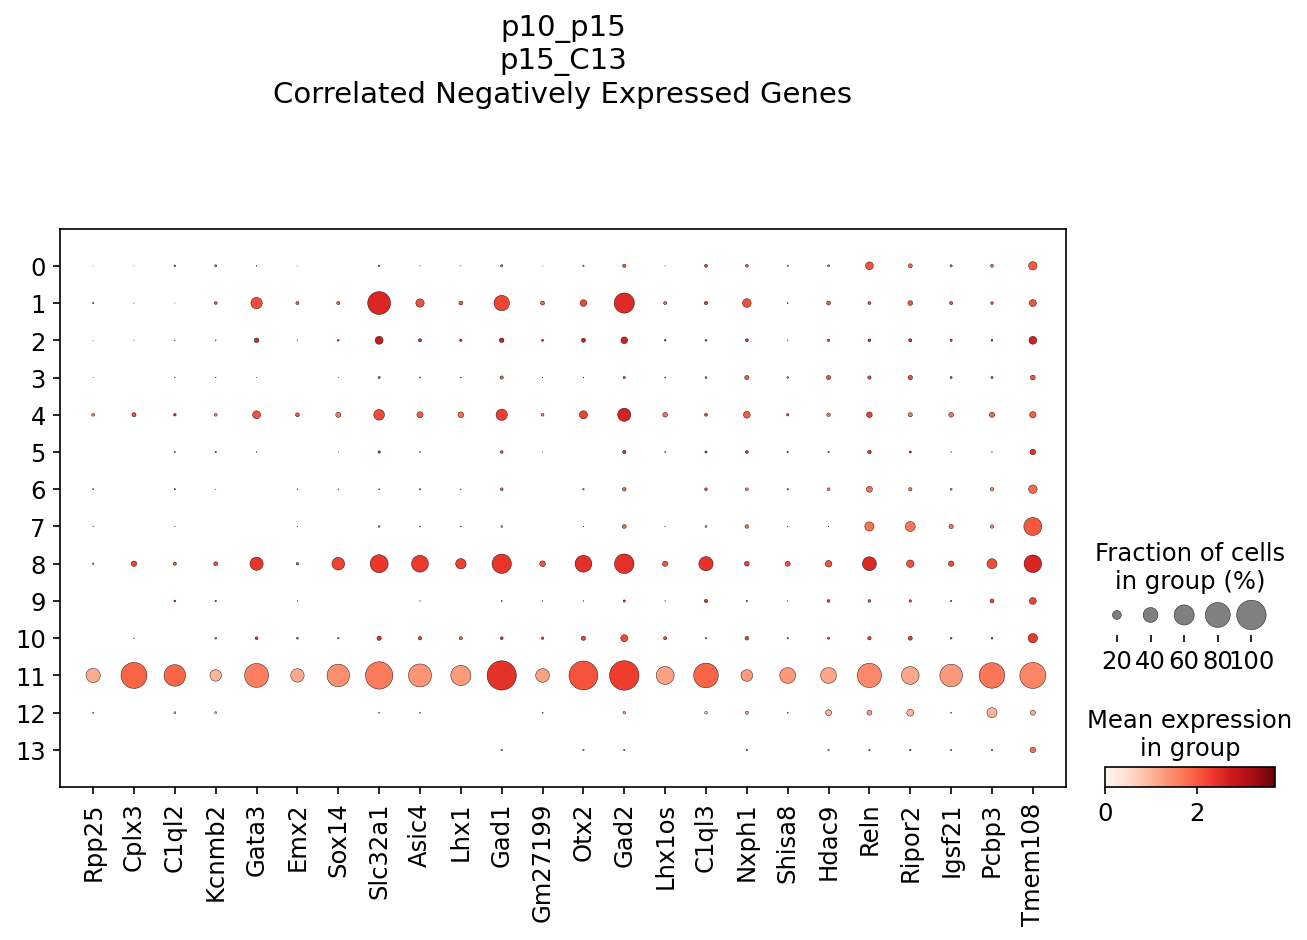 p10_p15
p15_C13
Correlated Negatively Expressed Genes
0
1
2
3
4
5
6
7
8
9
10
11
12
13
Rpp25
Cplx3
C1ql2
Kcnmb2
Gata3
Emx2
Sox14
Slc32a1
Asic4
Lhx1
Gad1
Gm27199
Otx2
Gad2
Lhx1os
C1ql3
Nxph1
Shisa8
Hdac9
Reln
Ripor2
Igsf21
Pcbp3
Tmem108
Fraction of cells
in group (%)
20 40 60 80 100
Mean expression
in group
0 2